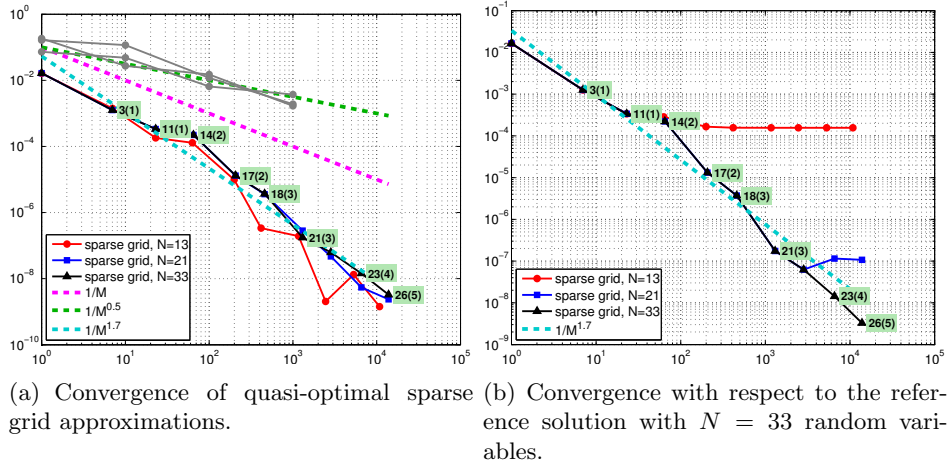 10^0
10^-2
10^-4
10^-6
10^-8
10^-10
10^0 10^1 10^2 10^3 10^4 10^5
3(1)
11(1)
14(2)
17(2)
18(3)
21(3)
23(4)
26(5)
sparse grid, N=13
sparse grid, N=21
sparse grid, N=33
1/M
1/M^0.5
1/M^1.7
(a) Convergence of quasi-optimal sparse
grid approximations.
10^-1
10^-2
10^-3
10^-4
10^-5
10^-6
10^-7
10^-8
10^-9
10^0 10^1 10^2 10^3 10^4 10^5
3(1)
11(1)
14(2)
17(2)
18(3)
21(3)
23(4)
26(5)
sparse grid, N=13
sparse grid, N=21
sparse grid, N=33
1/M^1.7
(b) Convergence with respect to the refer-
ence solution with N = 33 random vari-
ables.